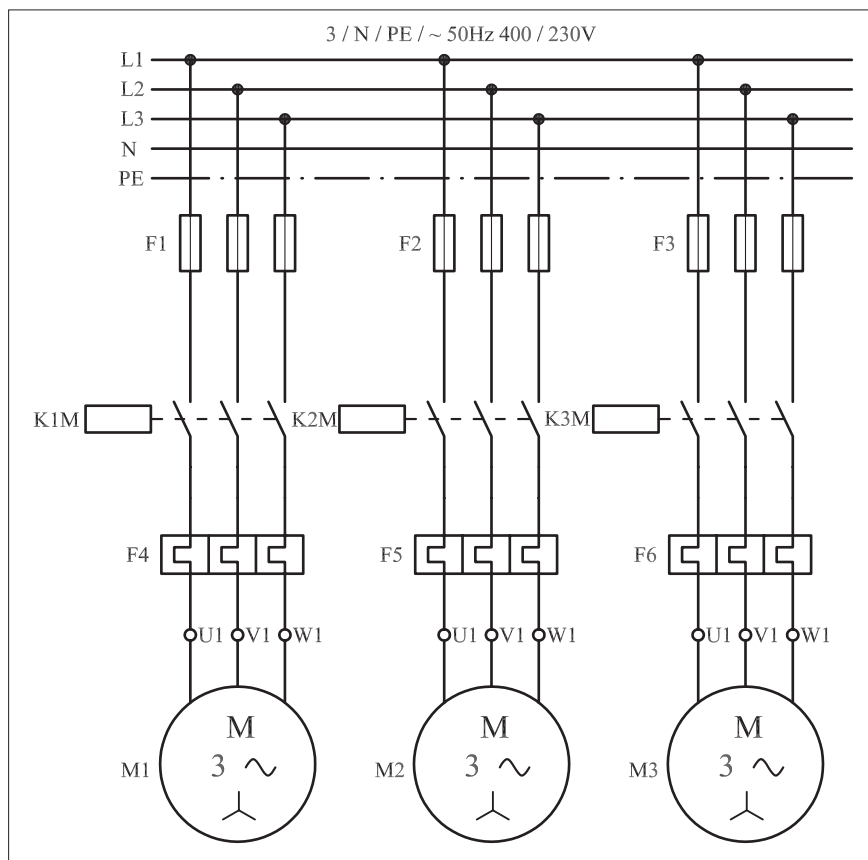 3 / N / PE / ~ 50Hz 400 / 230V
L1
L2
L3
N
PE
F1 F2 F3
K1M K2M K3M
F4 F5 F6
U1 V1 W1 U1 V1 W1 U1 V1 W1
M M M
M1 3 M2 3 M3 3